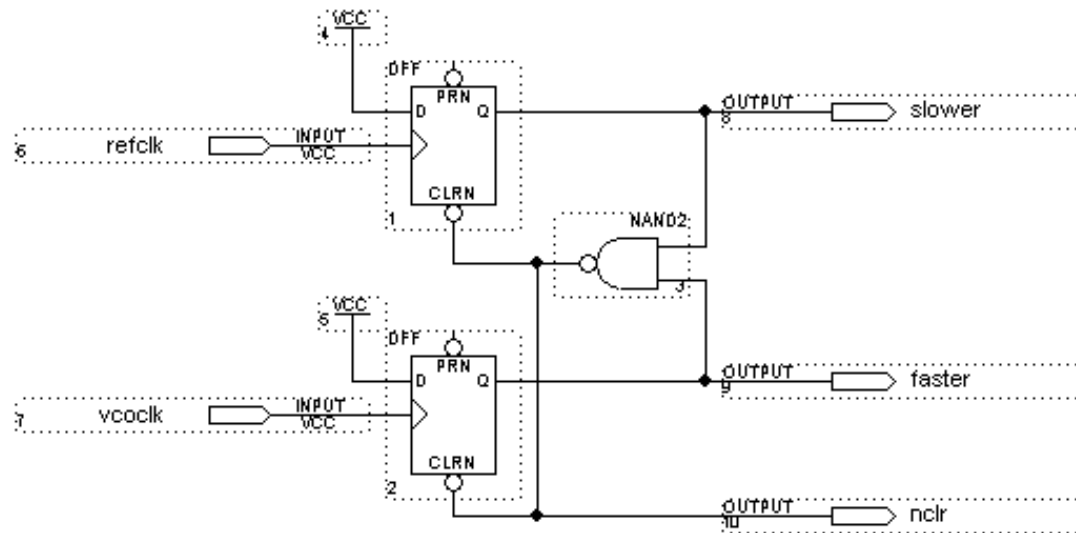 VCC
4
DFF
PRN
D Q
OUTPUT
8
slower
6
refclk
INPUT
VCC
CLRN
1
NAND2
3
VCC
5
DFF
PRN
D Q
OUTPUT
9
faster
7
vcoclk
INPUT
VCC
CLRN
2
OUTPUT
10
nclr